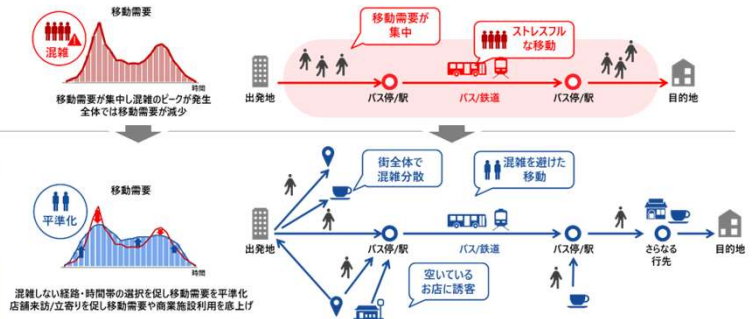 移動需要
混雑
時間
移動需要が集中し混雑のピークが発生
全体では移動需要が減少
移動需要が
集中
ストレスフル
な移動
出発地
バス停/駅
バス/鉄道
バス停/駅
目的地
移動需要
平準化
時間
混雑しない経路・時間帯の選択を促し移動需要を平準化
店舗来訪/立寄りを促し移動需要や商業施設利用を底上げ
街全体で
混雑分散
混雑を避けた
移動
出発地
バス停/駅
バス/鉄道
バス停/駅
さらなる
行先
目的地
空いている
お店に誘客